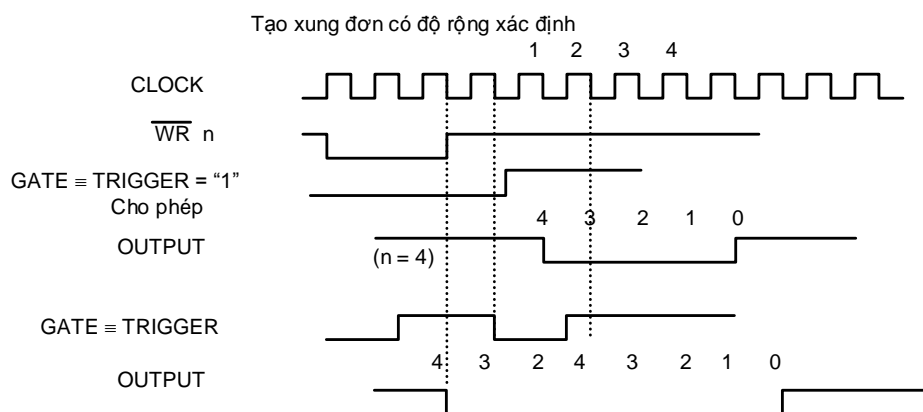 Tạo xung đơn có độ rộng xác định
1 2 3 4
CLOCK
WR n
GATE ≡ TRIGGER = “1”
Cho phép
4 3 2 1 0
OUTPUT
(n = 4)
GATE ≡ TRIGGER
4 3 2 4 3 2 1 0
OUTPUT